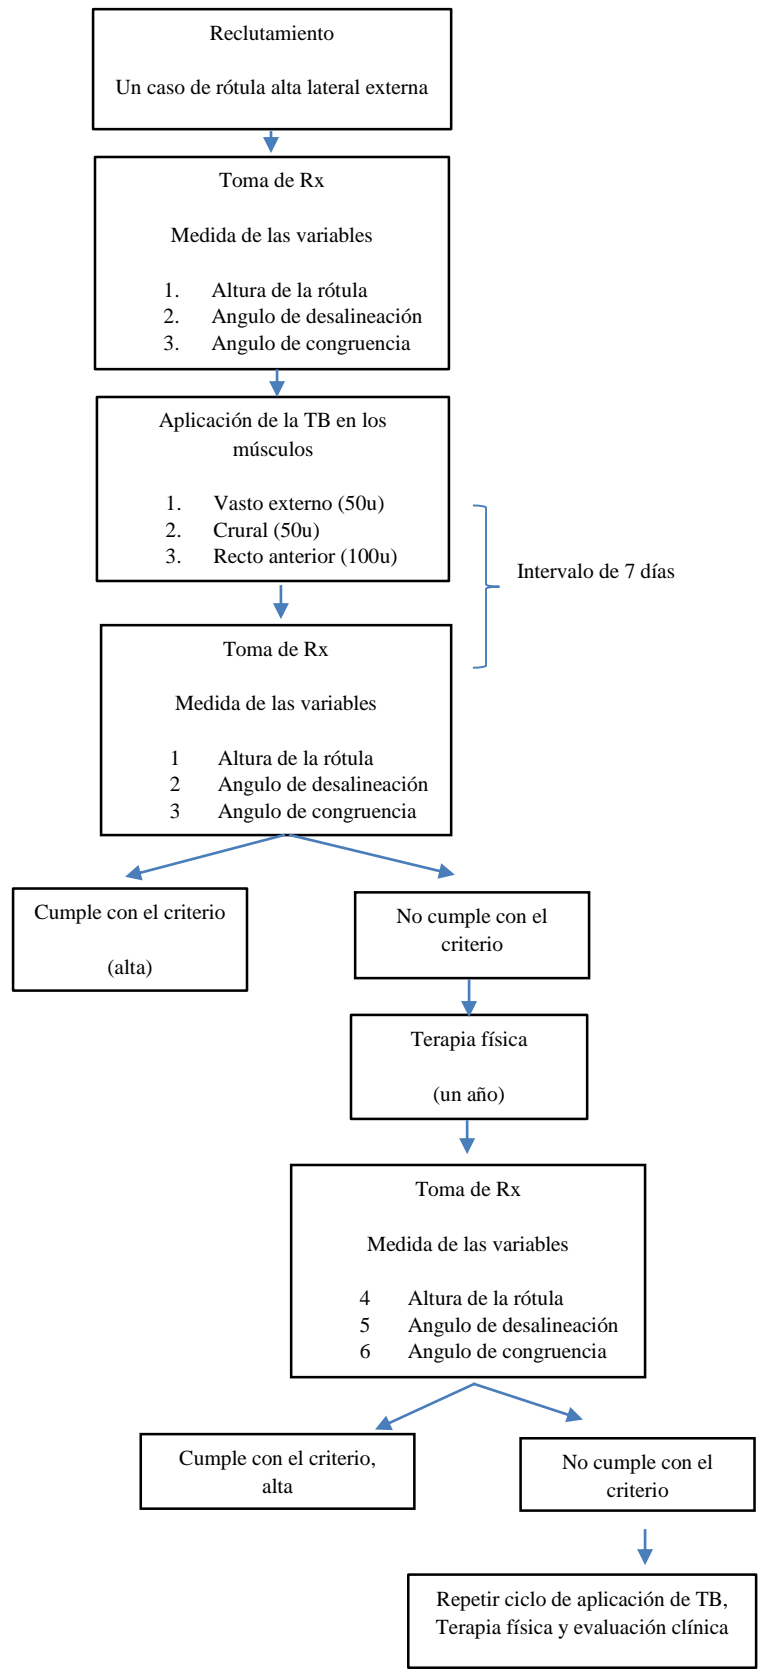 Reclutamiento
Un caso de rótula alta lateral externa
Toma de Rx
Medida de las variables
1. Altura de la rótula
2. Angulo de desalineación
3. Angulo de congruencia
Aplicación de la TB en los
músculos
1. Vasto externo (50u)
2. Crural (50u)
3. Recto anterior (100u)
Intervalo de 7 días
Toma de Rx
Medida de las variables
1 Altura de la rótula
2 Angulo de desalineación
3 Angulo de congruencia
Cumple con el criterio
(alta)
No cumple con el
criterio
Terapia física
(un año)
Toma de Rx
Medida de las variables
4 Altura de la rótula
5 Angulo de desalineación
6 Angulo de congruencia
Cumple con el criterio,
alta
No cumple con el
criterio
Repetir ciclo de aplicación de TB,
Terapia física y evaluación clínica